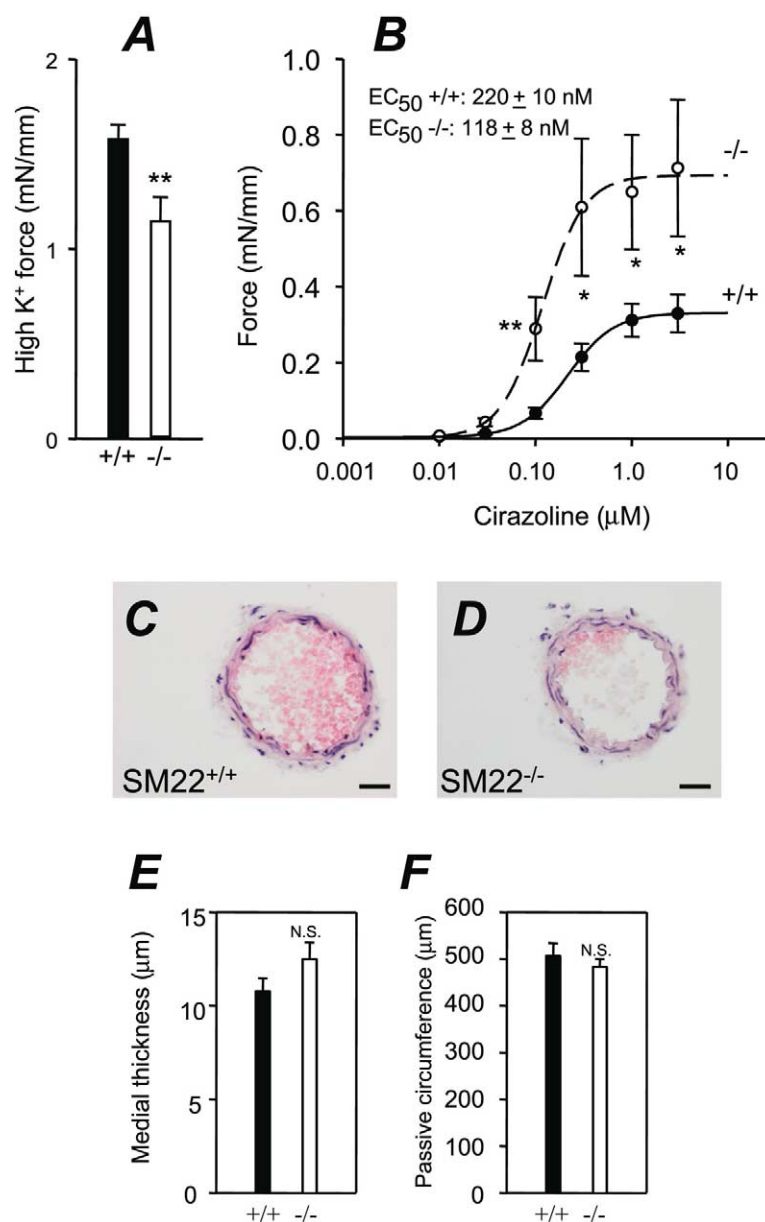 A
High K⁺ force (mN/mm)
2
1
0
**
+/+ -/-
B
Force (mN/mm)
1.0
0.8
0.6
0.4
0.2
0.0
EC₅₀ +/+: 220 ± 10 nM
EC₅₀ -/-: 118 ± 8 nM
-/-
+/+
** * * *
0.001 0.01 0.10 1.0 10
Cirazoline (μM)
C
SM22⁺/⁺
D
SM22⁻/⁻
E
Medial thickness (μm)
15
10
5
0
N.S.
+/+ -/-
F
Passive circumference (μm)
600
500
400
300
200
100
0
N.S.
+/+ -/-